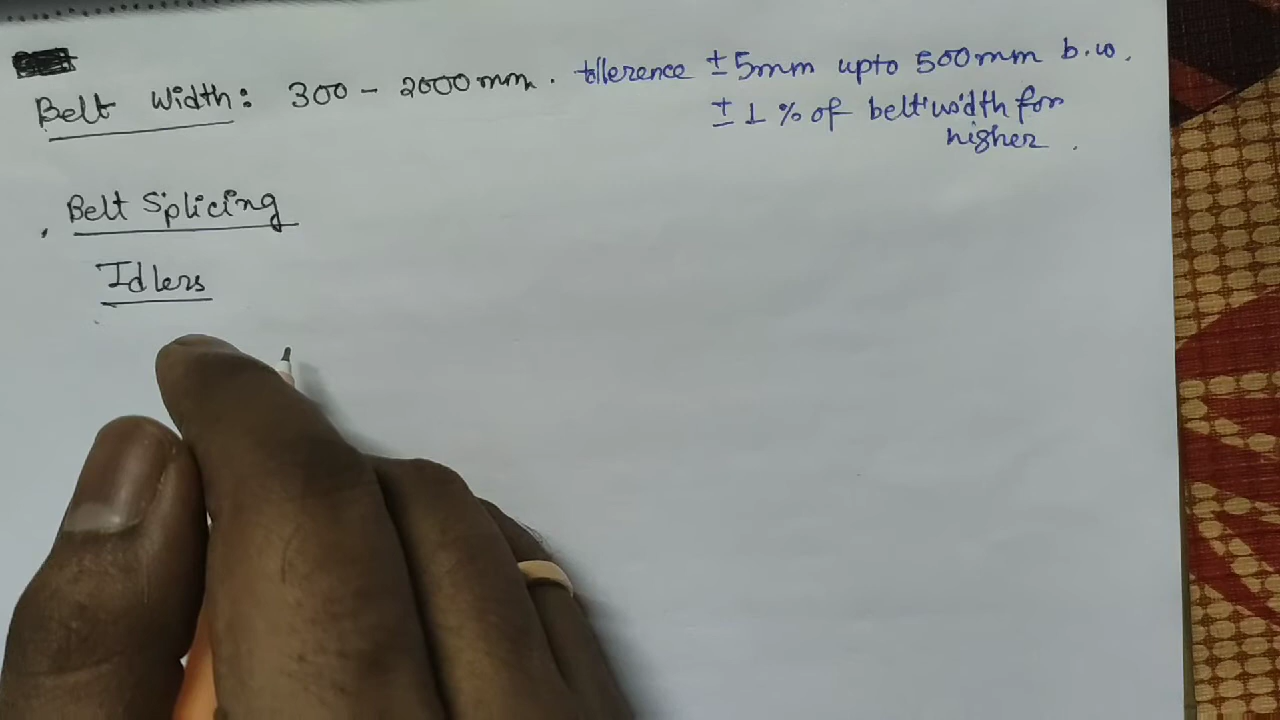 Belt Width: 300 - 2000 mm. tollerence ± 5mm upto 500mm b.w.
± 1 % of belt width for
higher.
Belt Splicing
Idlers